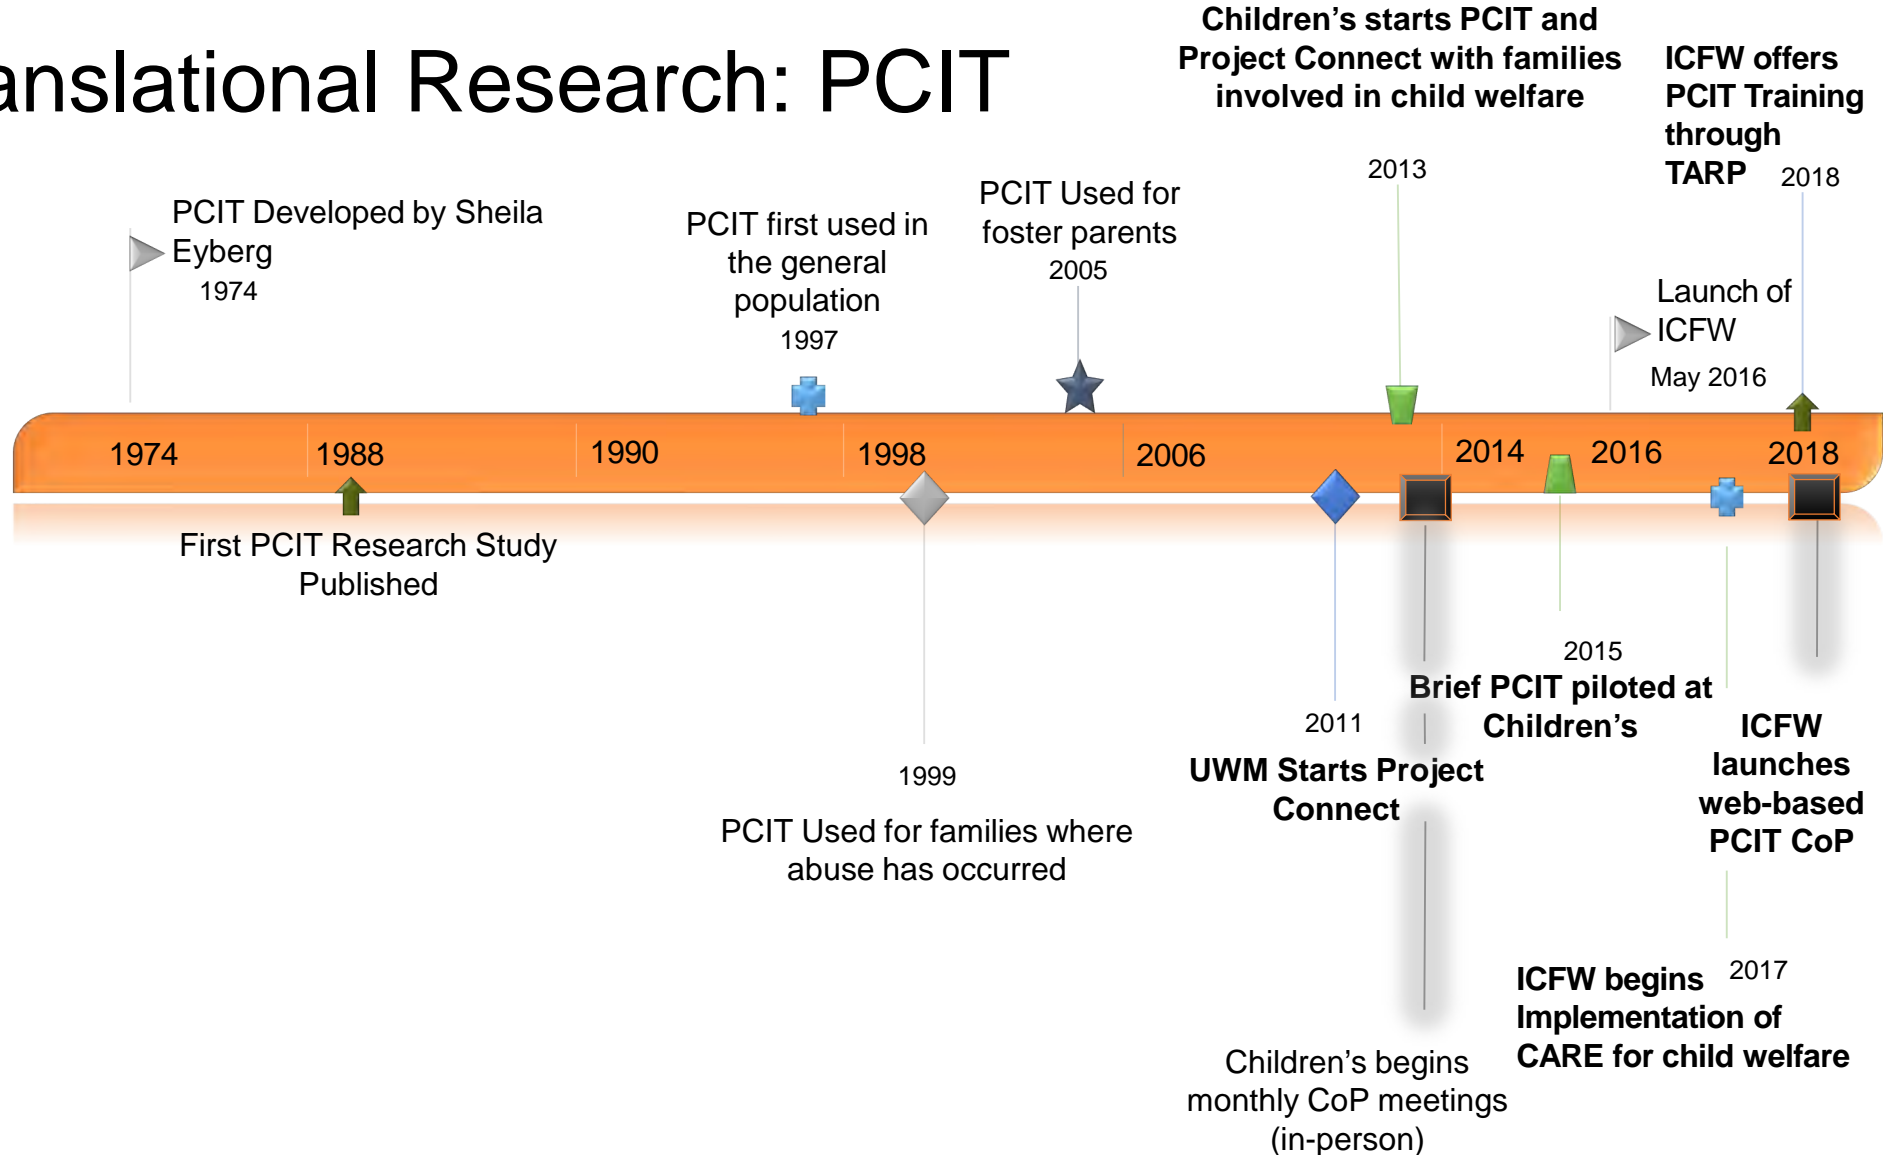 anslational Research: PCIT
Children’s starts PCIT and
Project Connect with families
involved in child welfare
2013
ICFW offers
PCIT Training
through
TARP
2018
PCIT Developed by Sheila
Eyberg
1974
PCIT first used in
the general
population
1997
PCIT Used for
foster parents
2005
Launch of
ICFW
May 2016
1974
1988
1990
1998
2006
2014
2016
2018
First PCIT Research Study
Published
1999
PCIT Used for families where
abuse has occurred
2011
UWM Starts Project
Connect
2015
Brief PCIT piloted at
Children’s
ICFW
launches
web-based
PCIT CoP
2017
ICFW begins
Implementation of
CARE for child welfare
Children’s begins
monthly CoP meetings
(in-person)